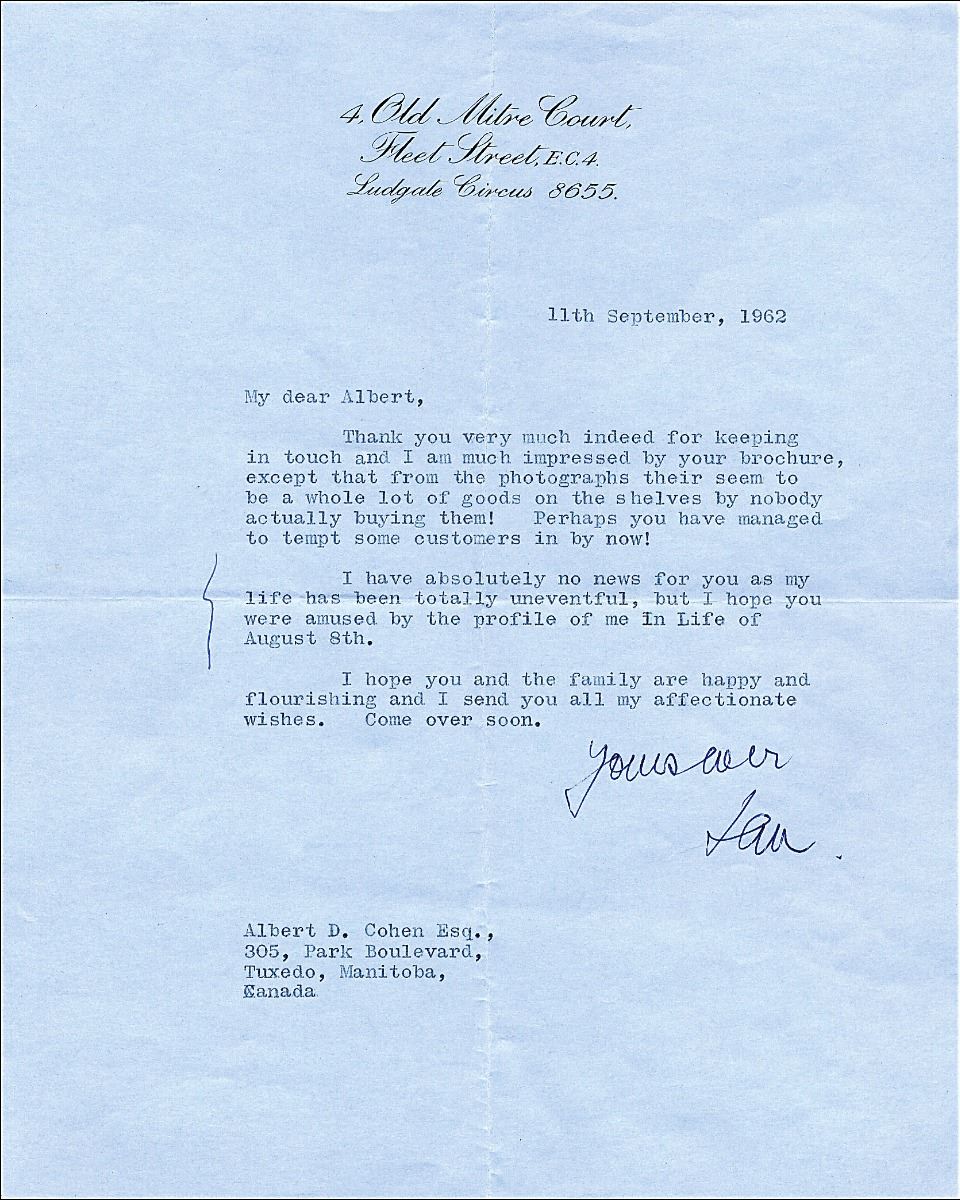 4, Old Mitre Court,
Fleet Street, E.C.4.
Ludgate Circus 8655.
11th September, 1962
My dear Albert,
Thank you very much indeed for keeping
in touch and I am much impressed by your brochure,
except that from the photographs their seem to
be a whole lot of goods on the shelves by nobody
actually buying them! Perhaps you have managed
to tempt some customers in by now!
I have absolutely no news for you as my
life has been totally uneventful, but I hope you
were amused by the profile of me in Life of
August 8th.
I hope you and the family are happy and
flourishing and I send you all my affectionate
wishes. Come over soon.
Yours ever
Ian
Albert D. Cohen Esq.,
305, Park Boulevard,
Tuxedo, Manitoba,
Canada